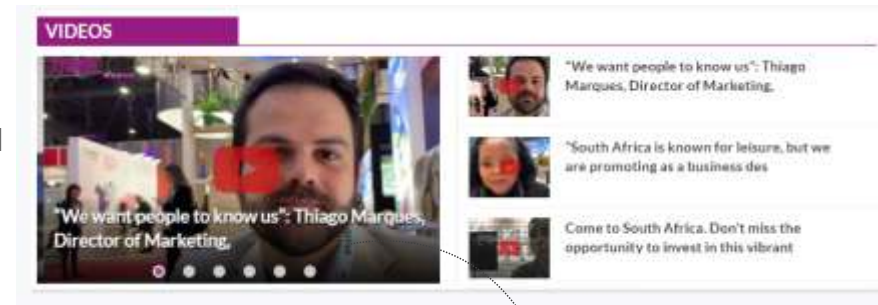 VIDEOS
"We want people to know us": Thiago Marques,
Director of Marketing,
"We want people to know us": Thiago
Marques, Director of Marketing,
"South Africa is known for leisure, but we
are promoting as a business des
Come to South Africa. Don't miss the
opportunity to invest in this vibrant